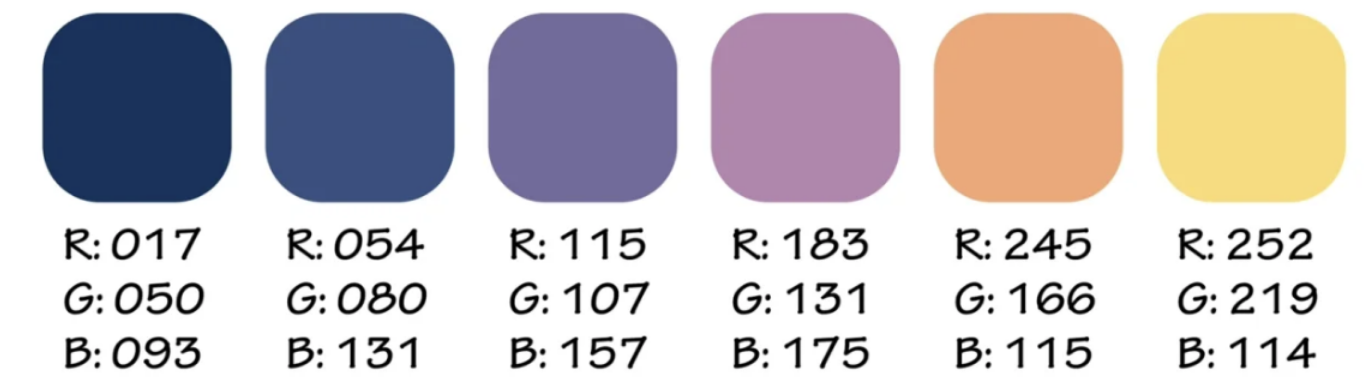 R: 017 R: 054 R: 115 R: 183 R: 245 R: 252
G: 050 G: 080 G: 107 G: 131 G: 166 G: 219
B: 093 B: 131 B: 157 B: 175 B: 115 B: 114